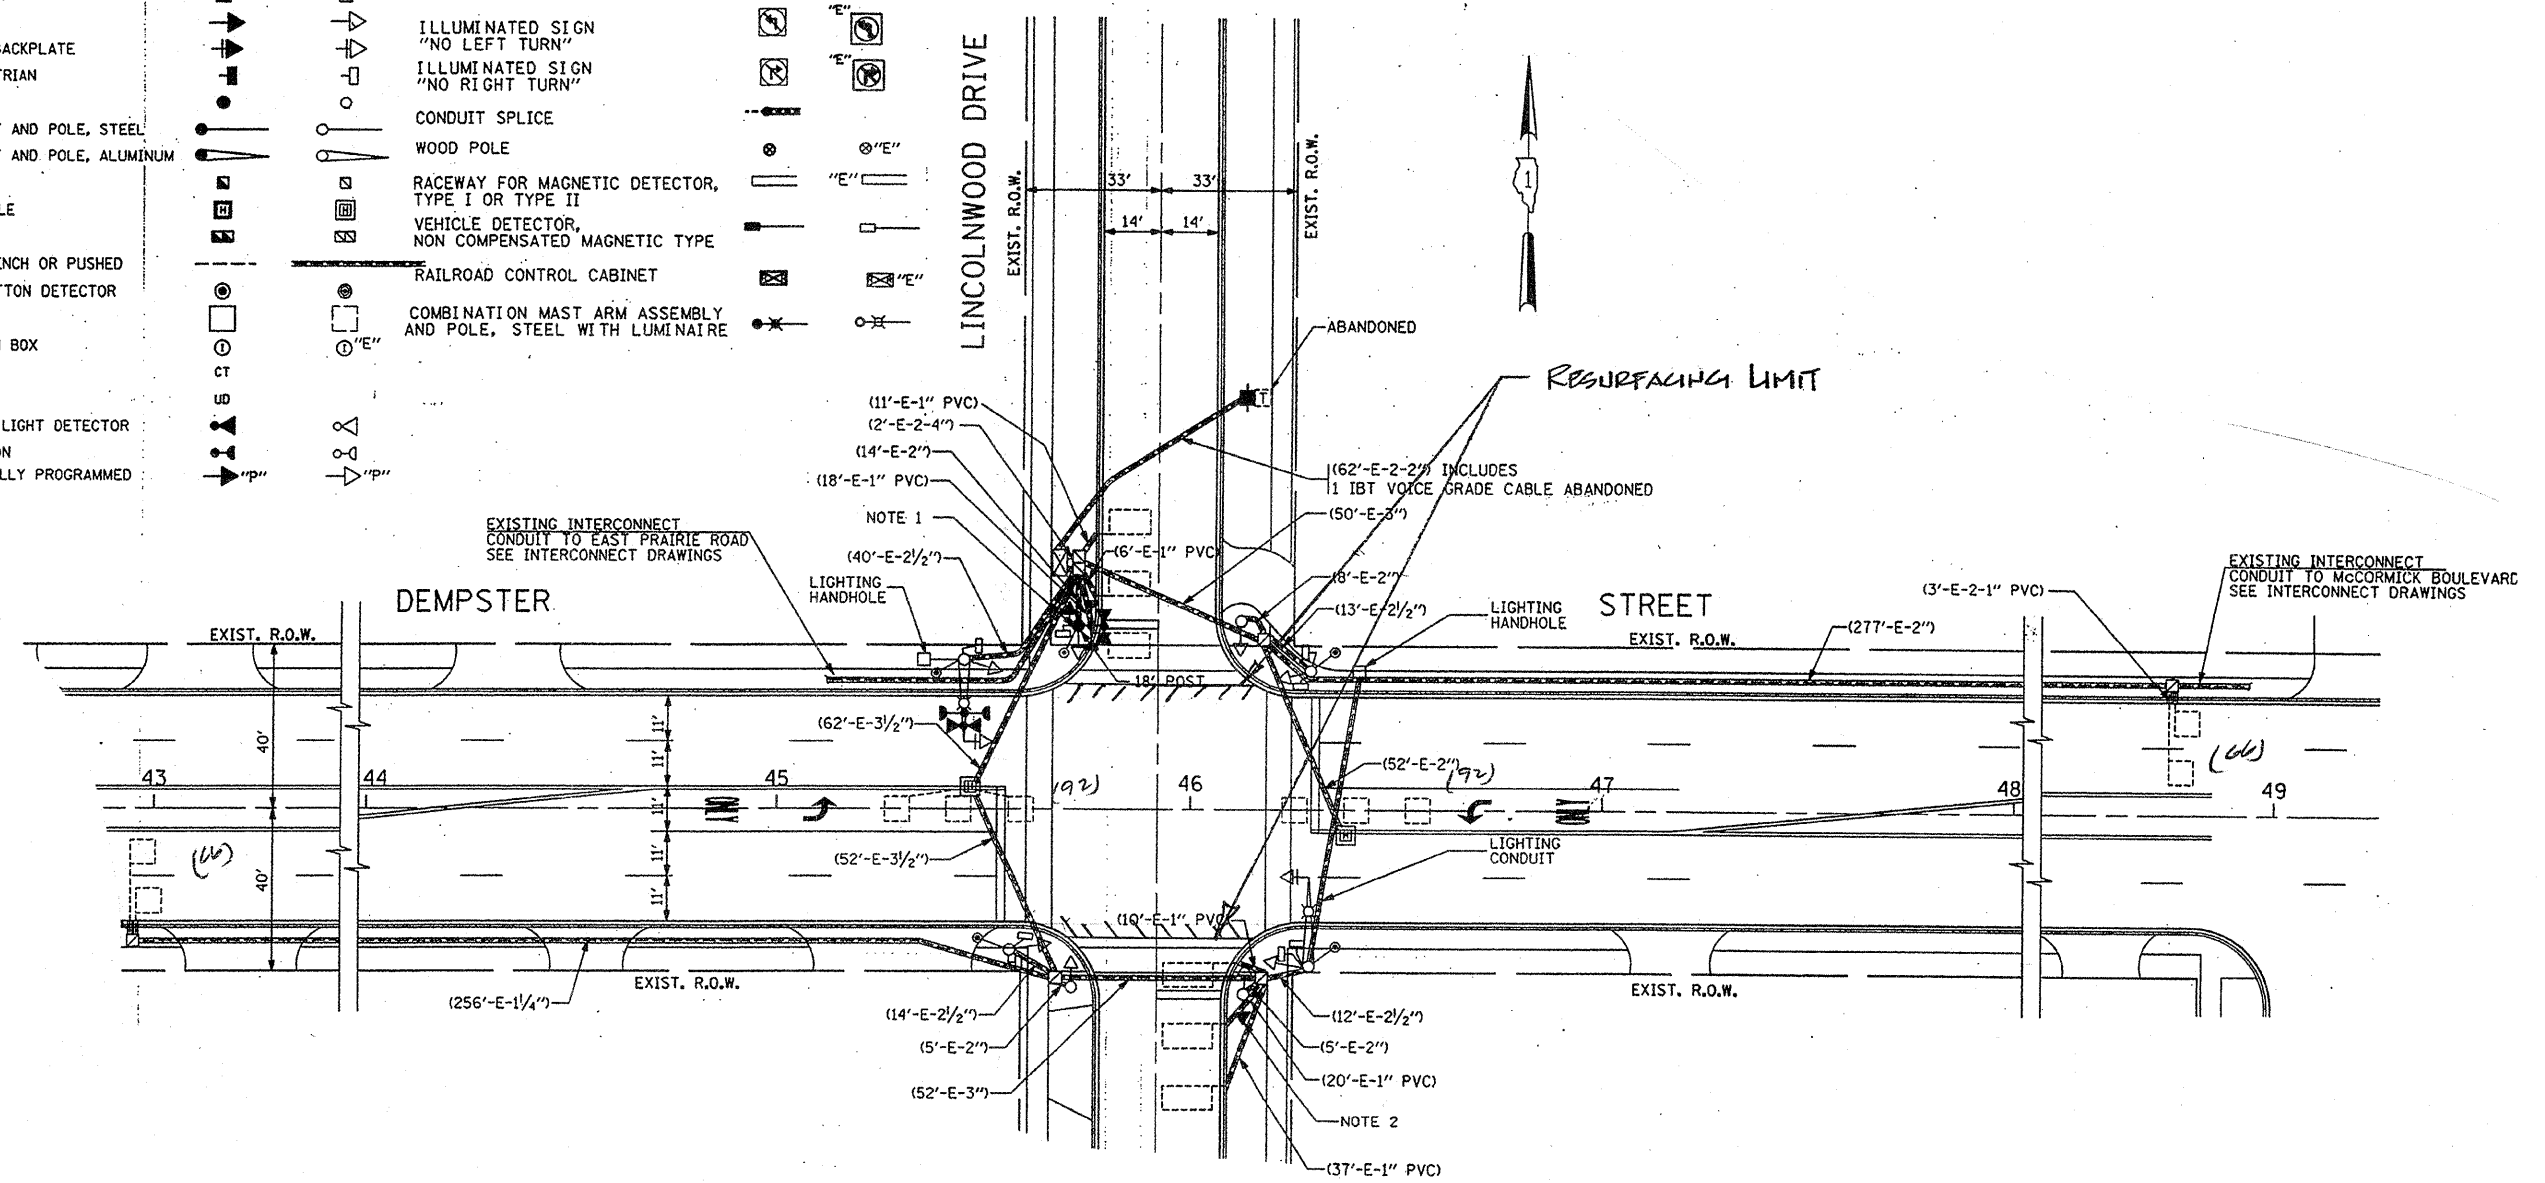 BACKPLATE
TRIAN
AND POLE, STEEL
AND POLE, ALUMINUM
LE
H
H
ENCH OR PUSHED
TTON DETECTOR
BOX
"E"
CT
UD
LIGHT DETECTOR
ON
LLY PROGRAMMED
"P"
"P"
ILLUMINATED SIGN
"NO LEFT TURN"
"E"
ILLUMINATED SIGN
"NO RIGHT TURN"
"E"
CONDUIT SPLICE
WOOD POLE
"E"
RACEWAY FOR MAGNETIC DETECTOR,
TYPE I OR TYPE II
"E"
VEHICLE DETECTOR,
NON COMPENSATED MAGNETIC TYPE
RAILROAD CONTROL CABINET
"E"
COMBINATION MAST ARM ASSEMBLY
AND POLE, STEEL WITH LUMINAIRE
LINCOLNWOOD DRIVE
EXIST. R.O.W.
EXIST. R.O.W.
33'
33'
14'
14'
1
ABANDONED
T
RESURFACING LIMIT
(11'-E-1" PVC)
(2'-E-2-4")
(14'-E-2")
(18'-E-1" PVC)
NOTE 1
(40'-E-2½")
(62'-E-2-2") INCLUDES
1 IBT VOICE GRADE CABLE ABANDONED
(50'-E-3")
(6'-E-1" PVC)
(8'-E-2")
(13'-E-2½")
EXISTING INTERCONNECT
CONDUIT TO EAST PRAIRIE ROAD
SEE INTERCONNECT DRAWINGS
LIGHTING
HANDHOLE
DEMPSTER
STREET
LIGHTING
HANDHOLE
(3'-E-2-1" PVC)
EXISTING INTERCONNECT
CONDUIT TO McCORMICK BOULEVARD
SEE INTERCONNECT DRAWINGS
EXIST. R.O.W.
EXIST. R.O.W.
(277'-E-2")
18' POST
(62'-E-3½")
40'
11'
11'
11'
11'
11'
40'
43
44
45
46
47
48
49
ONLY
(92)
(52'-E-2")
(92)
(66)
(66)
(52'-E-3½")
LIGHTING
CONDUIT
(10'-E-1" PVC)
EXIST. R.O.W.
EXIST. R.O.W.
(256'-E-1¼")
(14'-E-2½")
(5'-E-2")
(52'-E-3")
(12'-E-2½")
(5'-E-2")
(20'-E-1" PVC)
NOTE 2
(37'-E-1" PVC)